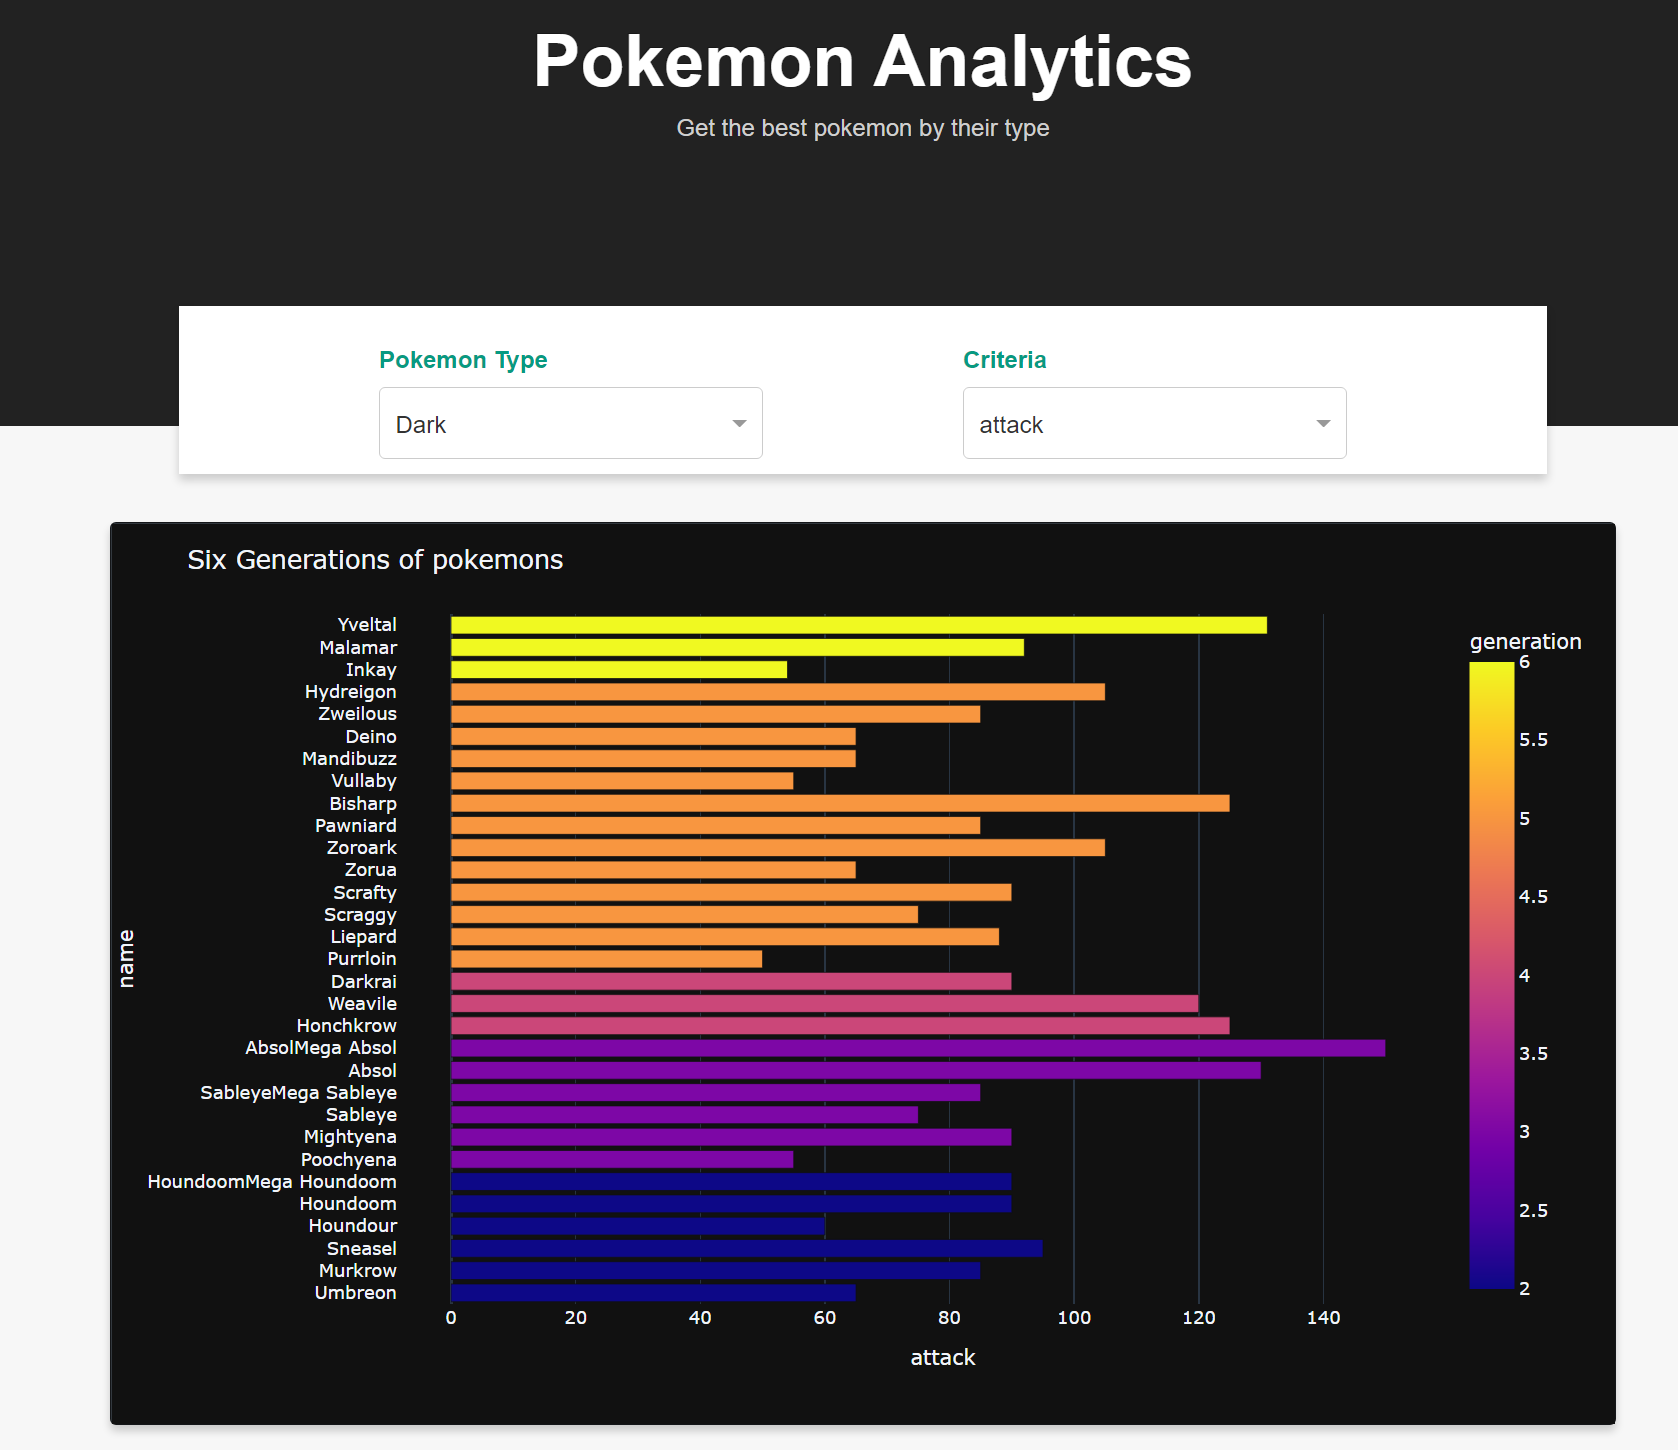 Pokemon Analytics
Get the best pokemon by their type
Pokemon Type
Criteria
Dark
attack
Six Generations of pokemons
name
Yveltal
Malamar
Inkay
Hydreigon
Zweilous
Deino
Mandibuzz
Vullaby
Bisharp
Pawniard
Zoroark
Zorua
Scrafty
Scraggy
Liepard
Purrloin
Darkrai
Weavile
Honchkrow
AbsolMega Absol
Absol
SableyeMega Sableye
Sableye
Mightyena
Poochyena
HoundoomMega Houndoom
Houndoom
Houndour
Sneasel
Murkrow
Umbreon
0 20 40 60 80 100 120 140
attack
generation
6
5.5
5
4.5
4
3.5
3
2.5
2